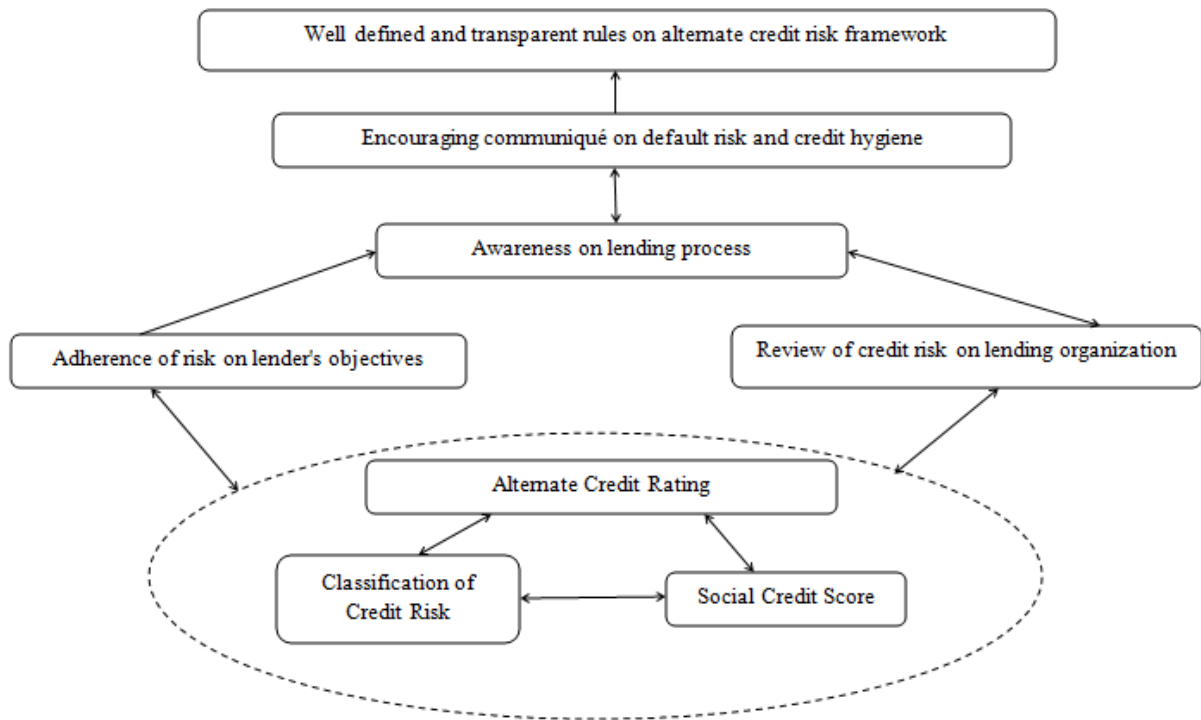 Well defined and transparent rules on alternate credit risk framework
Encouraging communiqué on default risk and credit hygiene
Awareness on lending process
Adherence of risk on lender's objectives
Review of credit risk on lending organization
Alternate Credit Rating
Classification of
Credit Risk
Social Credit Score